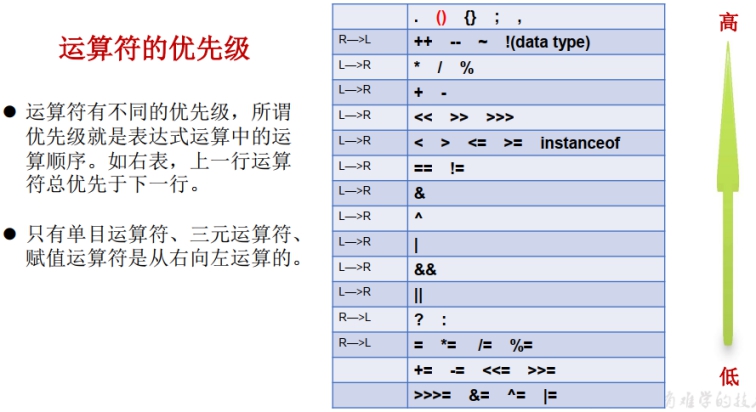 运算符的优先级
● 运算符有不同的优先级，所谓
优先级就是表达式运算中的运
算顺序。如右表，上一行运算
符总优先于下一行。
● 只有单目运算符、三元运算符、
赋值运算符是从右向左运算的。
. () {} ; ,
R—>L ++ -- ~ !(data type)
L—>R * / %
L—>R + -
L—>R << >> >>>
L—>R < > <= >= instanceof
L—>R == !=
L—>R &
L—>R ^
L—>R |
L—>R &&
L—>R ||
R—>L ? :
R—>L = *= /= %=
+= -= <<= >>=
>>>= &= ^= |=
高
低